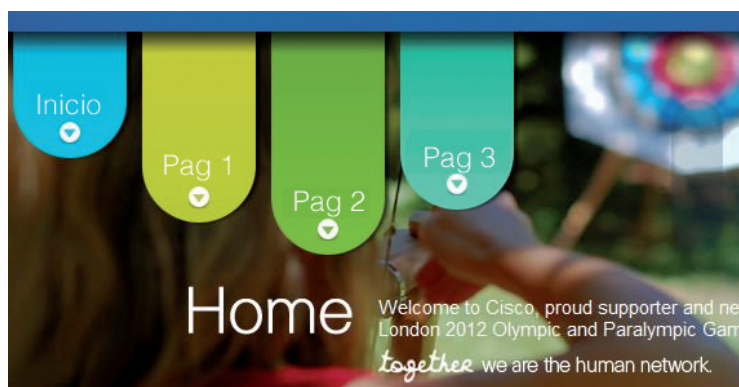 Inicio
Pag 1
Pag 2
Pag 3
Home
Welcome to Cisco, proud supporter and
London 2012 Olympic and Paralympic
together we are the human network.